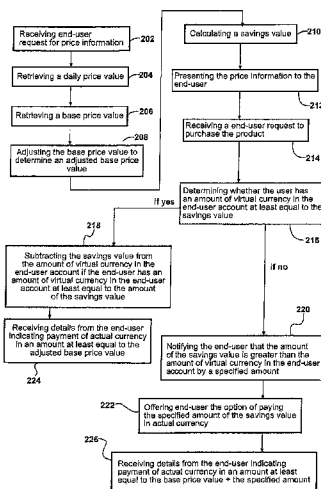 Receiving end-user
request for price information
202
Retrieving a daily price value
204
Retrieving a base price value
206
208
Adjusting the base price value to
determine an adjusted base price
value
Calculating a savings value
210
Presenting the price information to the
end-user
212
Receiving a end-user request to
purchase the product
214
Determining whether the user has
an amount of virtual currency in the
end-user account at least equal to the
savings value
216
if yes
218
Subtracting the savings value from
the amount of virtual currency in the
end-user account if the end-user has an
amount of virtual currency in the end-user
account at least equal to the amount
of the savings value
Receiving details from the end-user
indicating payment of actual currency
in an amount at least equal to the
adjusted base price value
224
if no
220
Notifying the end-user that the amount
of the savings value is greater than the
amount of virtual currency in the end-user
account by a specified amount
222
Offering end-user the option of paying
the specified amount of the savings value
in actual currency
226
Receiving details from the end-user indicating
payment of actual currency in an amount at least equal
to the base price value + the specified amount